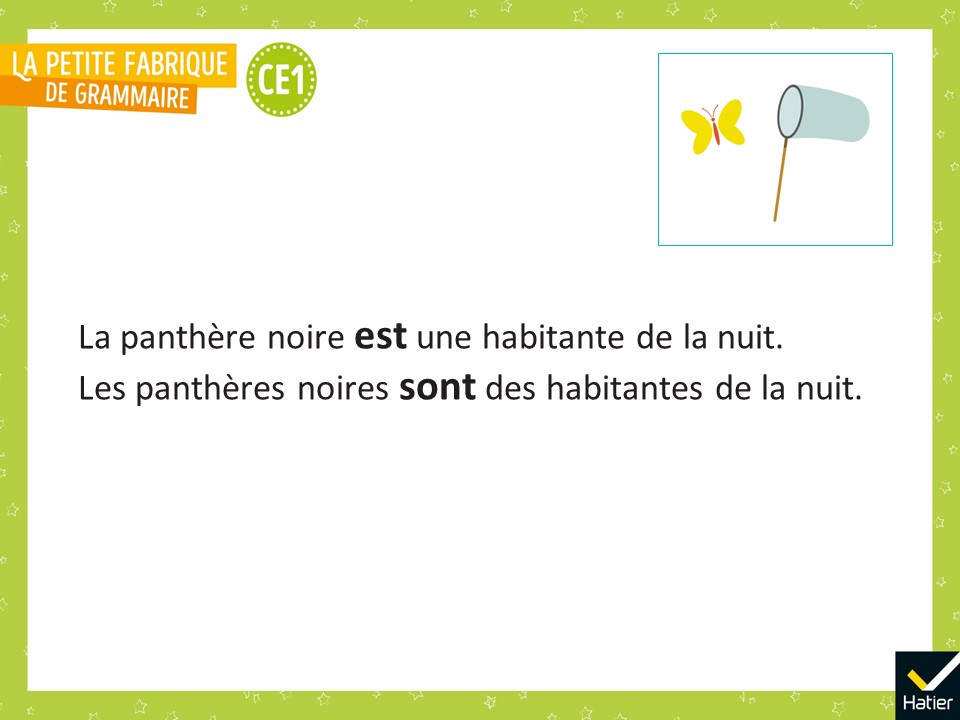 LA PETITE FABRIQUE
DE GRAMMAIRE
CE1
La panthère noire est une habitante de la nuit.
Les panthères noires sont des habitantes de la nuit.
Hatier